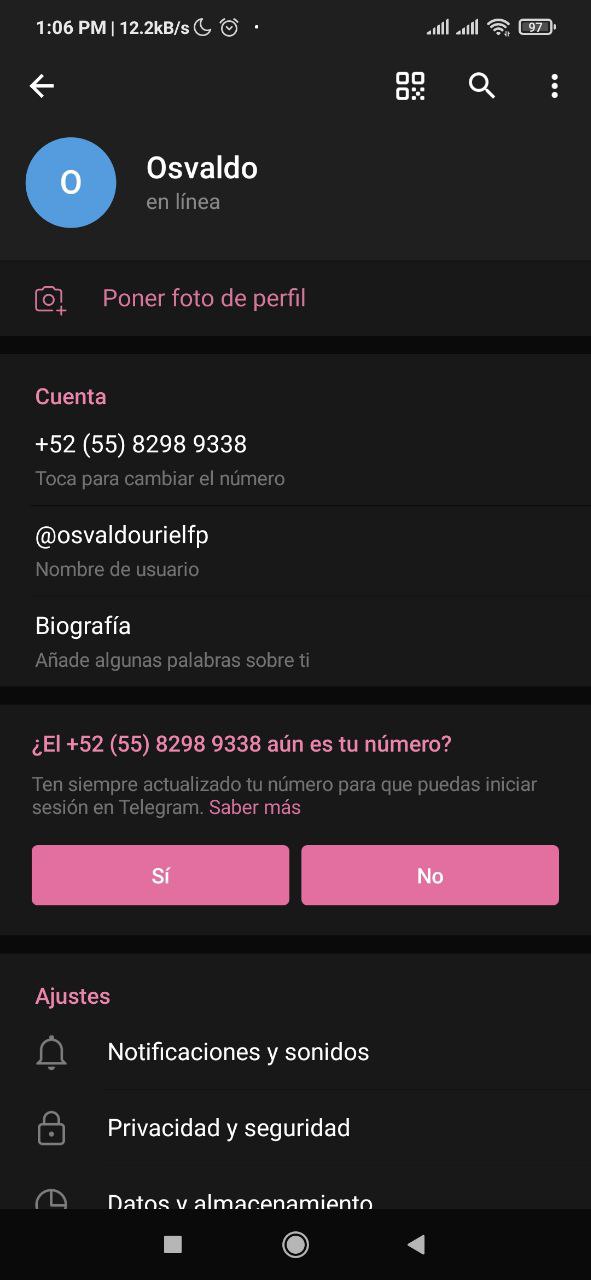 1:06 PM | 12.2kB/s
97
O
Osvaldo
en línea
Poner foto de perfil
Cuenta
+52 (55) 8298 9338
Toca para cambiar el número
@osvaldourielfp
Nombre de usuario
Biografía
Añade algunas palabras sobre ti
¿El +52 (55) 8298 9338 aún es tu número?
Ten siempre actualizado tu número para que puedas iniciar
sesión en Telegram. Saber más
Sí
No
Ajustes
Notificaciones y sonidos
Privacidad y seguridad
Datos y almacenamiento